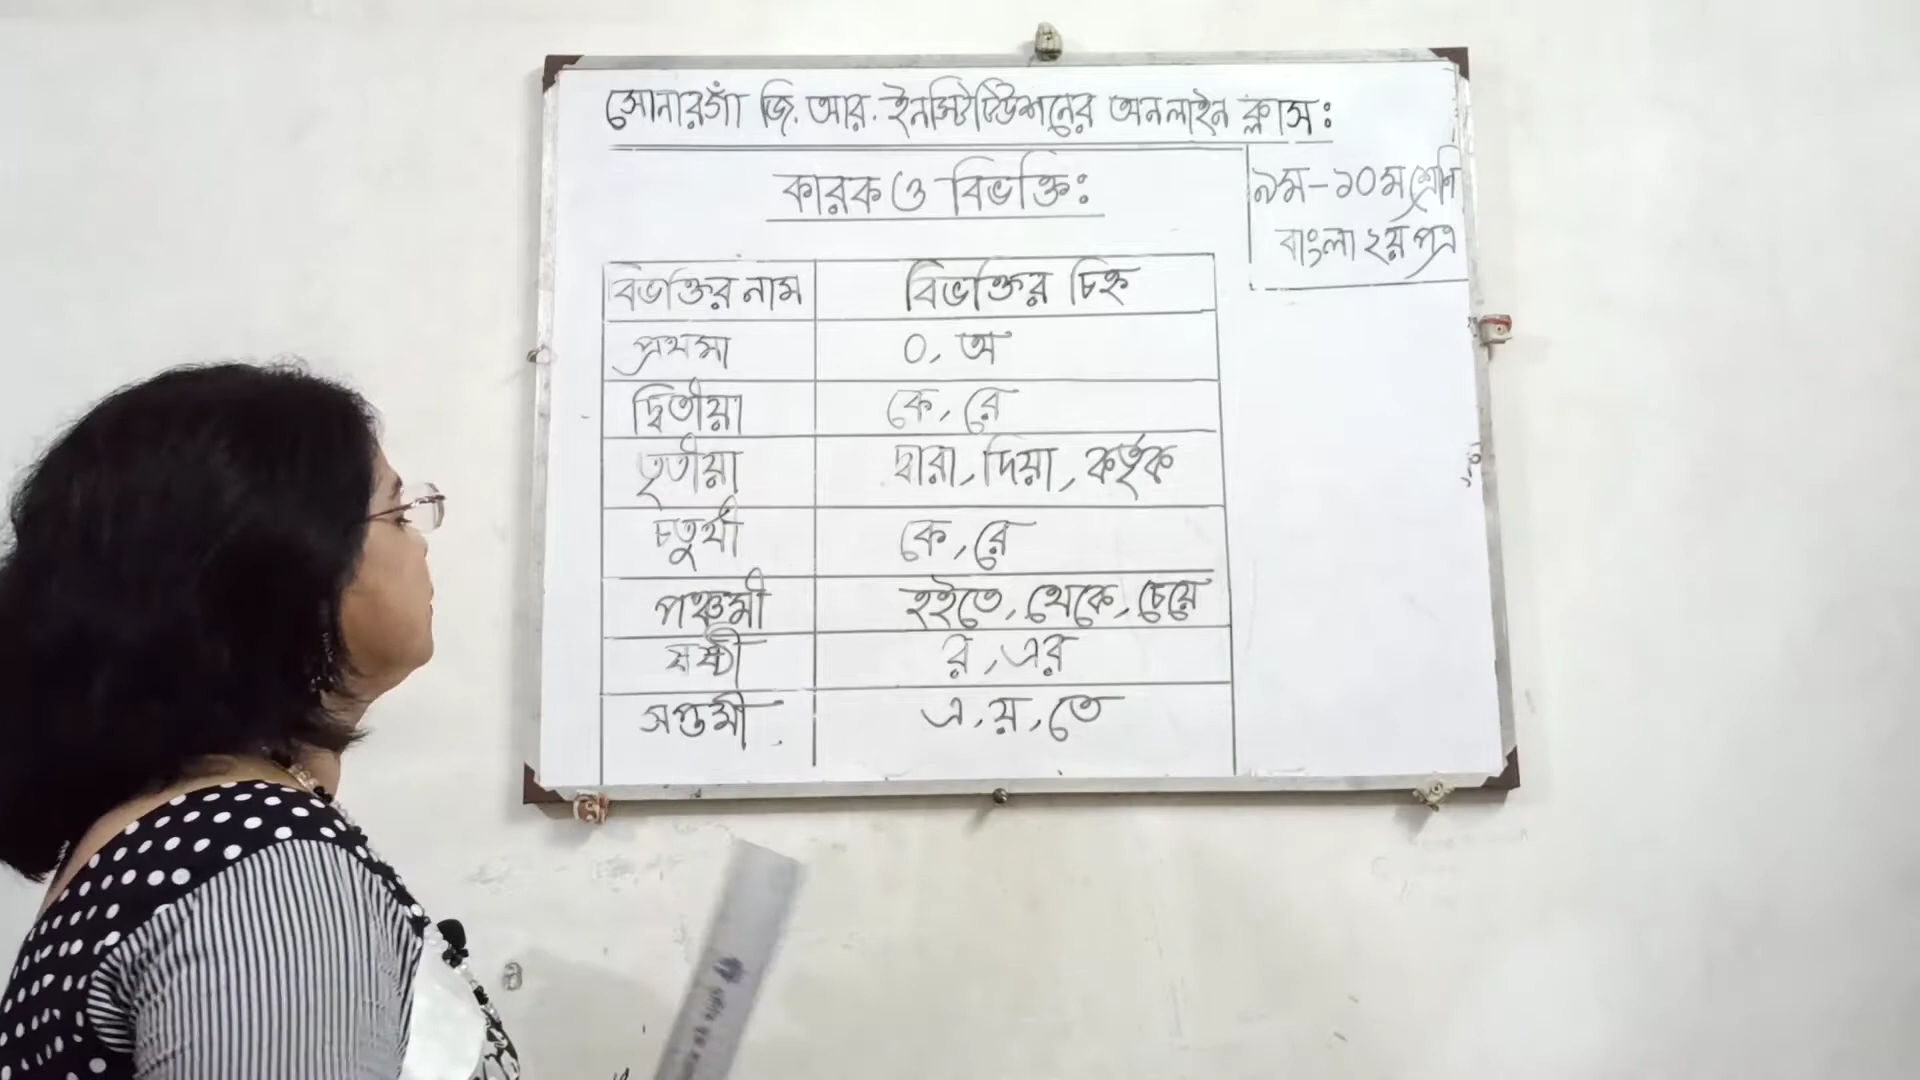 সোনারগাঁ জি. আর. ইনস্টিটিউশনের অনলাইন ক্লাস:
কারক ও বিভক্তি:
৯ম-১০ম শ্রেণি
বাংলা ২য় পত্র
বিভক্তির নাম বিভক্তির চিহ্ন
প্রথমা ০, অ
দ্বিতীয়া কে, রে
তৃতীয়া দ্বারা, দিয়া, কর্তৃক
চতুর্থী কে, রে
পঞ্চমী হইতে, থেকে, চেয়ে
ষষ্ঠী র, এর
সপ্তমী এ, য়, তে